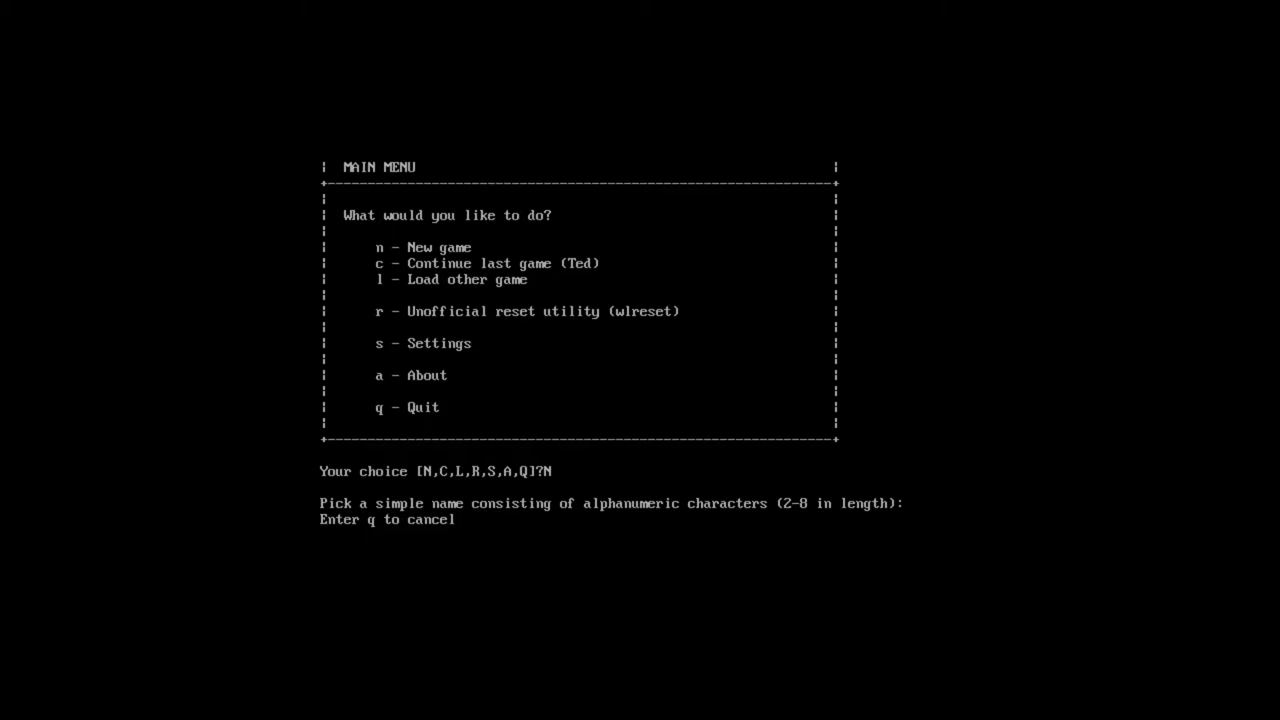 MAIN MENU
What would you like to do?
n - New game
c - Continue last game (Ted)
l - Load other game
r - Unofficial reset utility (wlreset)
s - Settings
a - About
q - Quit
Your choice [N,C,L,R,S,A,Q]?N
Pick a simple name consisting of alphanumeric characters (2-8 in length):
Enter q to cancel